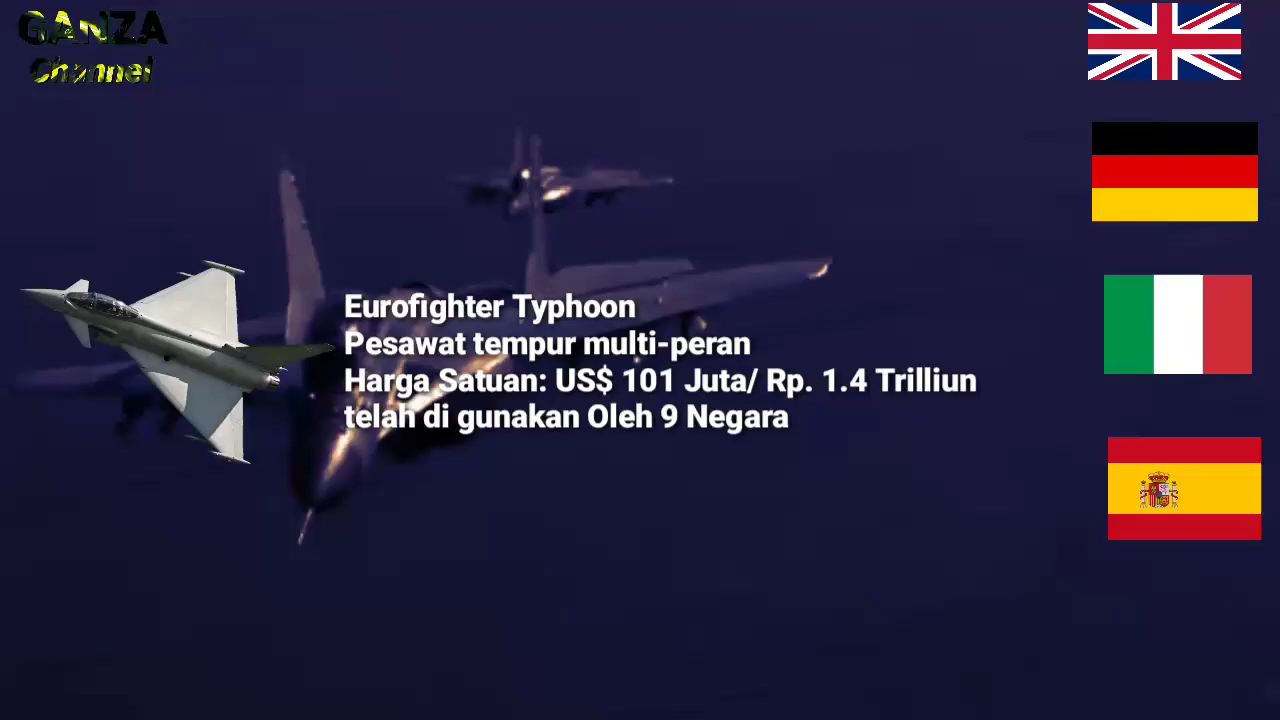 GANZA
Channel
Eurofighter Typhoon
Pesawat tempur multi-peran
Harga Satuan: US$ 101 Juta/ Rp. 1.4 Trilliun
telah di gunakan Oleh 9 Negara